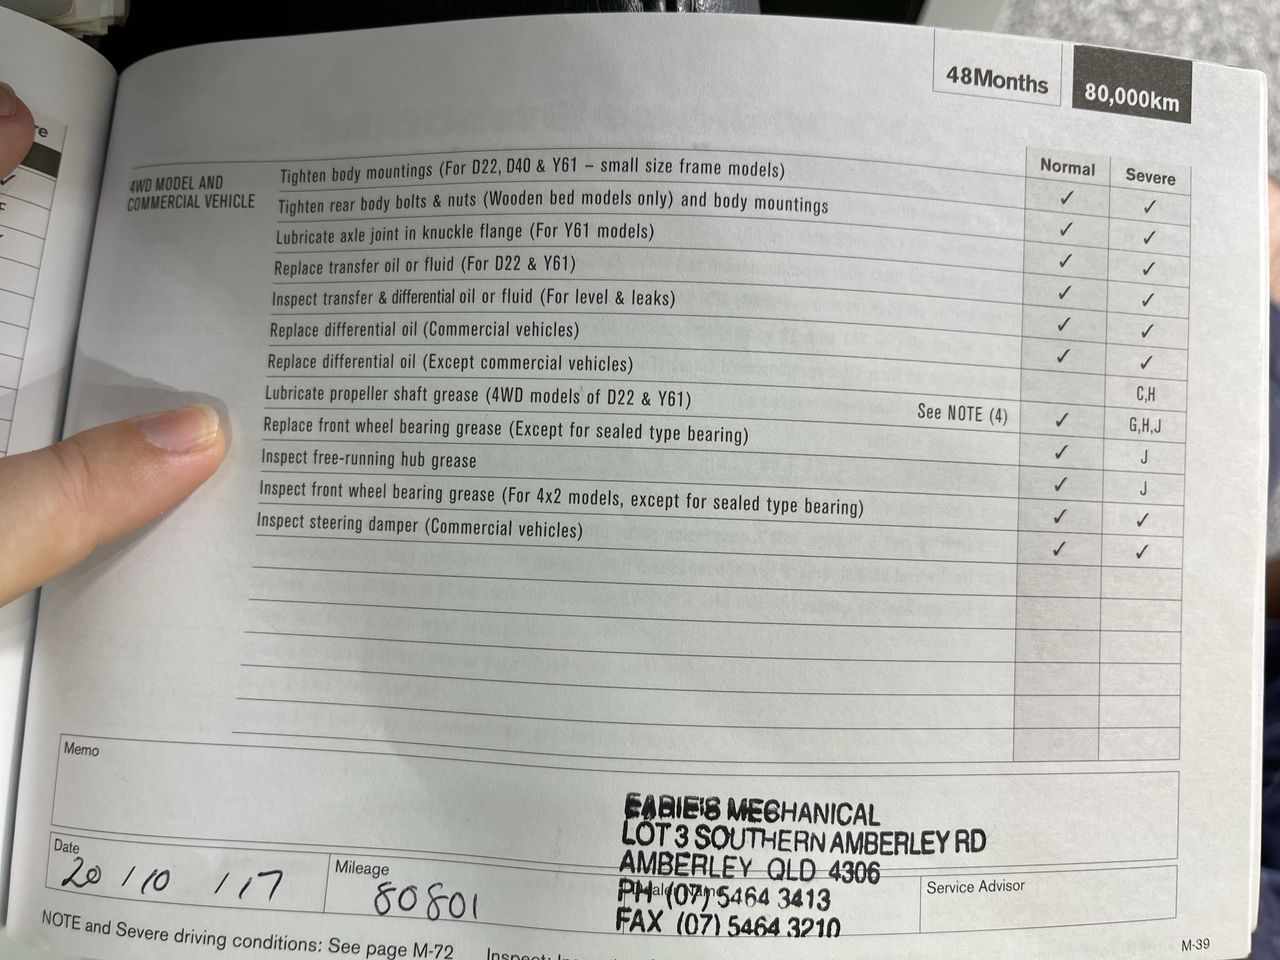 re
48Months 80,000km
Normal Severe
4WD MODEL AND
COMMERCIAL VEHICLE
Tighten body mountings (For D22, D40 & Y61 – small size frame models) ✓ ✓
Tighten rear body bolts & nuts (Wooden bed models only) and body mountings ✓ ✓
Lubricate axle joint in knuckle flange (For Y61 models) ✓ ✓
Replace transfer oil or fluid (For D22 & Y61) ✓ ✓
Inspect transfer & differential oil or fluid (For level & leaks) ✓ ✓
Replace differential oil (Commercial vehicles) ✓ ✓
Replace differential oil (Except commercial vehicles) C,H
Lubricate propeller shaft grease (4WD models of D22 & Y61) See NOTE (4) ✓ G,H,J
Replace front wheel bearing grease (Except for sealed type bearing) ✓ J
Inspect free-running hub grease ✓ J
Inspect front wheel bearing grease (For 4x2 models, except for sealed type bearing) ✓ ✓
Inspect steering damper (Commercial vehicles) ✓ ✓
Memo
EABIE'S MECHANICAL
LOT 3 SOUTHERN AMBERLEY RD
AMBERLEY QLD 4306
PH (07) 5464 3413
FAX (07) 5464 3210
Date
20/10/17
Mileage
80801
Service Advisor
NOTE and Severe driving conditions: See page M-72 Inspect:
M-39